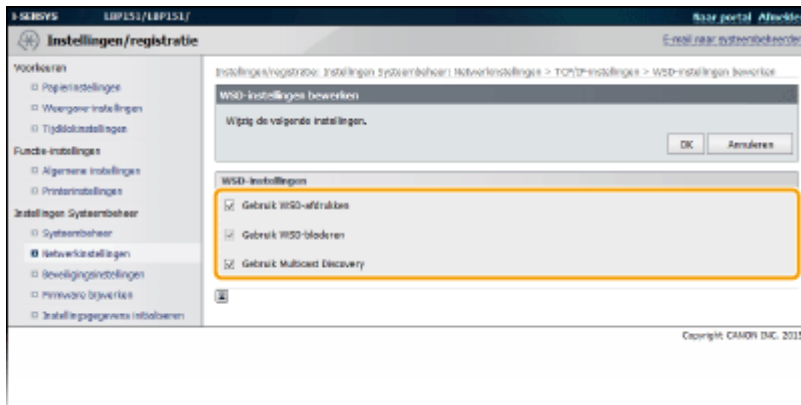 i-SENSYS LBP151/LBP151/ Naar portal Afmelden
Instellingen/registratie E-mail naar systeembeheerder
Voorkeuren
Papierinstellingen
Weergave-instellingen
Tijdklokinstellingen
Functie-instellingen
Algemene instellingen
Printerinstellingen
Instellingen Systeembeheer
Systeembeheer
Netwerkinstellingen
Beveiligingsinstellingen
Firmware bijwerken
Instellingsgegevens initialiseren
Instellingen/registratie: Instellingen Systeembeheer: Netwerkinstellingen > TCP/IP-instellingen > WSD-instellingen bewerken
WSD-instellingen bewerken
Wijzig de volgende instellingen.
OK Annuleren
WSD-instellingen
Gebruik WSD-afdrukken
Gebruik WSD-bladeren
Gebruik Multicast Discovery
Copyright CANON INC. 2015